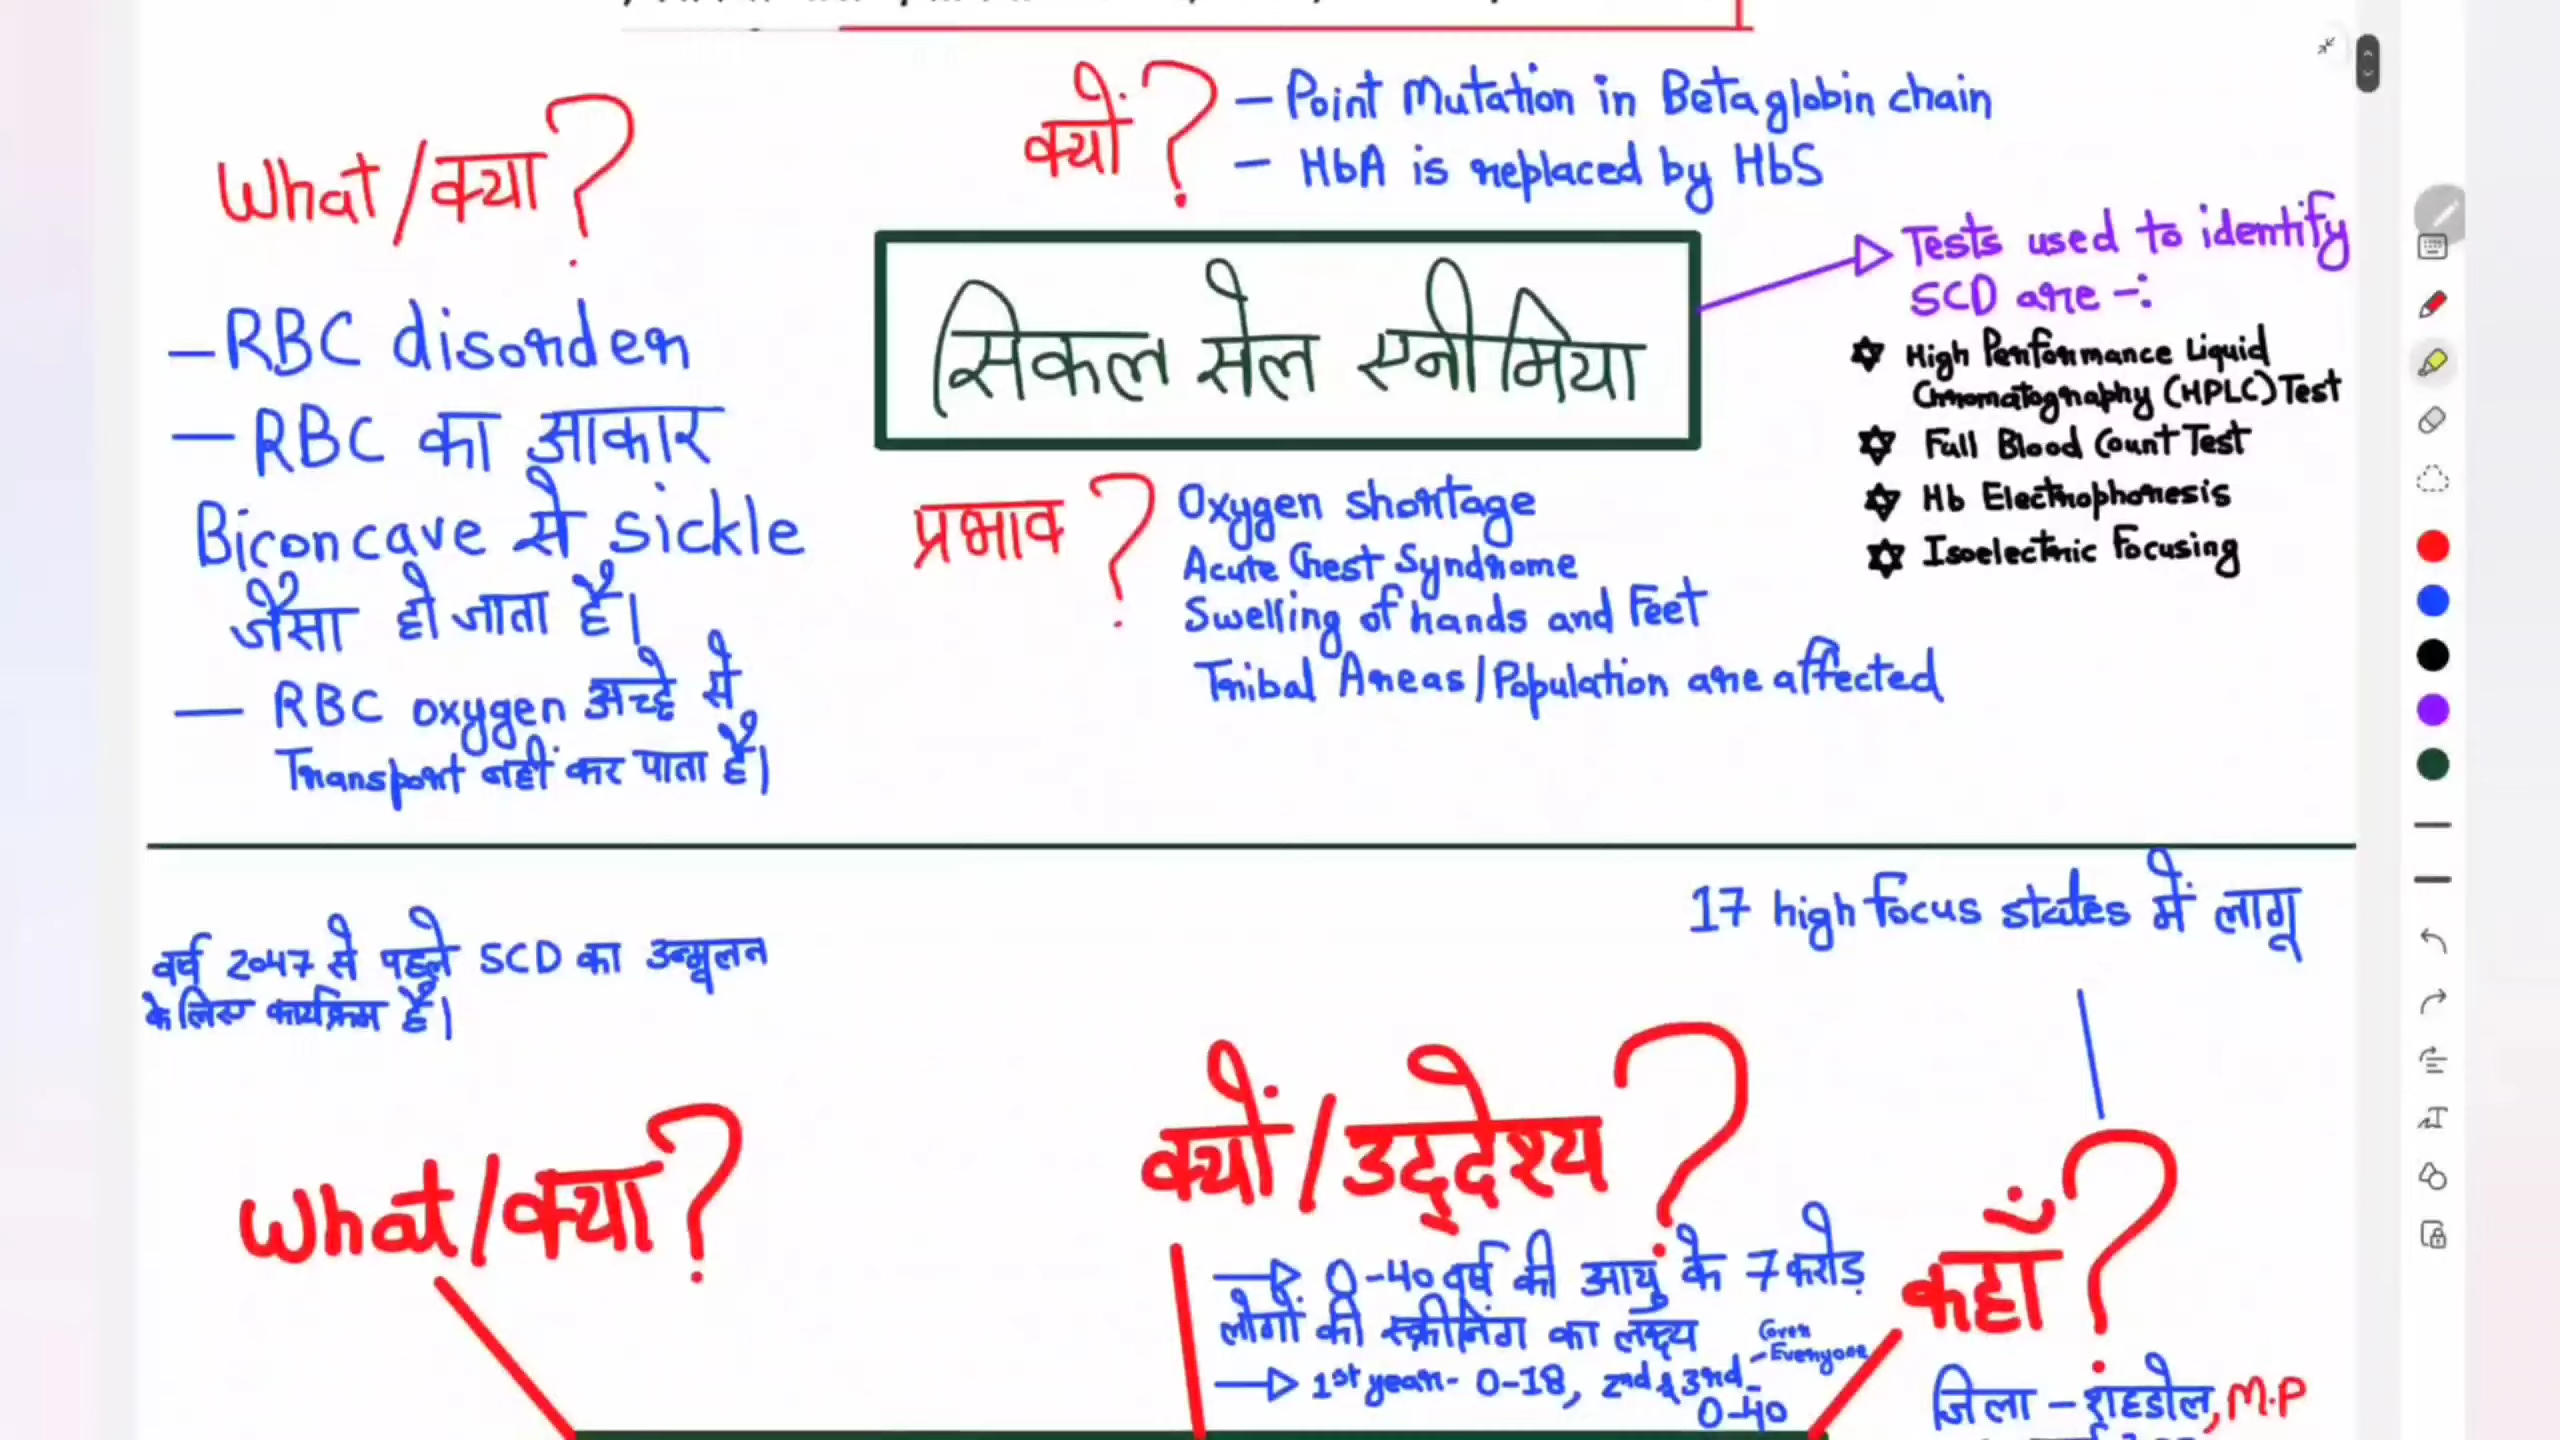 What/क्या?
- RBC disorder
- RBC का आकार
Biconcave से sickle
जैसा हो जाता है।
- RBC oxygen अच्छे से
Transport नहीं कर पाता है।
क्यों?
- Point Mutation in Beta globin chain
- HbA is replaced by HbS
सिकल सेल एनीमिया
प्रभाव?
Oxygen shortage
Acute Chest Syndrome
Swelling of hands and Feet
Tribal Areas/Population are affected
Tests used to identify
SCD are -:
High Performance Liquid
Chromatography (HPLC) Test
Full Blood Count Test
Hb Electrophoresis
Isoelectric Focusing
वर्ष 2047 से पहले SCD का उन्मूलन
के लिए कार्यक्रम है।
What/क्या?
क्यों/उद्देश्य?
→ 0-40 वर्ष की आयु के 7 करोड़
लोगों की स्क्रीनिंग का लक्ष्य
→ 1st year- 0-18, 2nd & 3rd -
0-40
Cover
Everyone
17 high focus states में लागू
कहाँ?
जिला - शहडोल, M.P